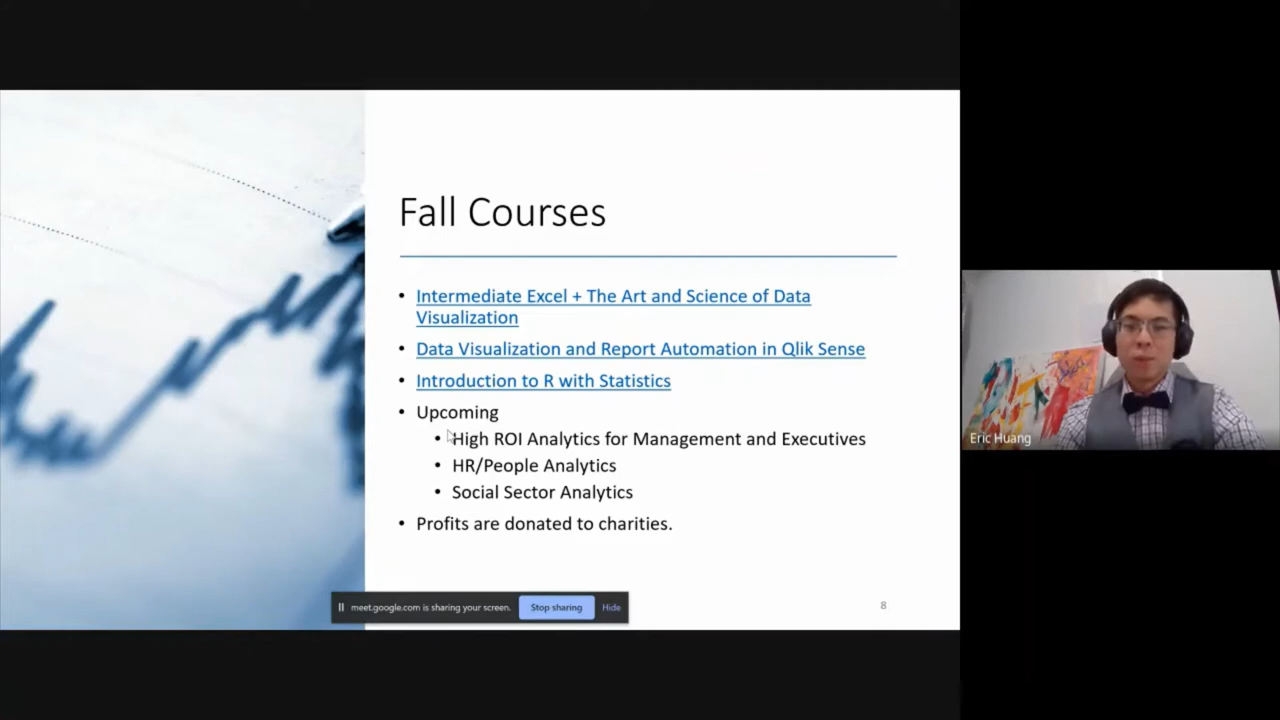 Fall Courses
• Intermediate Excel + The Art and Science of Data
Visualization
• Data Visualization and Report Automation in Qlik Sense
• Introduction to R with Statistics
• Upcoming
• High ROI Analytics for Management and Executives
• HR/People Analytics
• Social Sector Analytics
• Profits are donated to charities.
meet.google.com is sharing your screen. Stop sharing Hide
8
Eric Huang